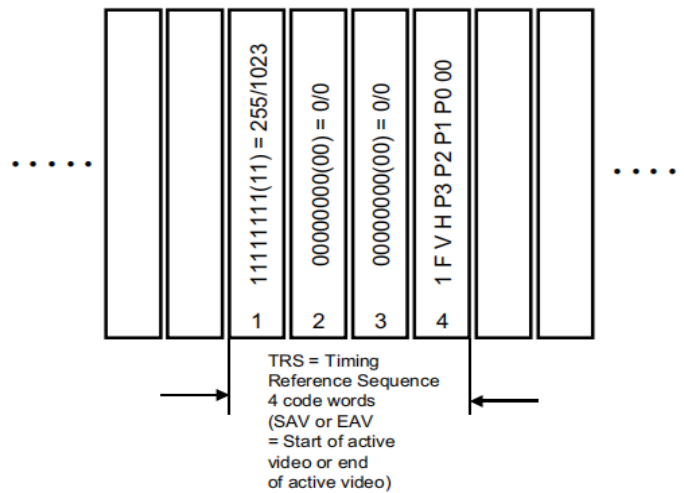 .....
11111111(11) = 255/1023
00000000(00) = 0/0
00000000(00) = 0/0
1 F V H P3 P2 P1 P0 00
....
1
2
3
4
TRS = Timing
Reference Sequence
4 code words
(SAV or EAV
= Start of active
video or end
of active video)